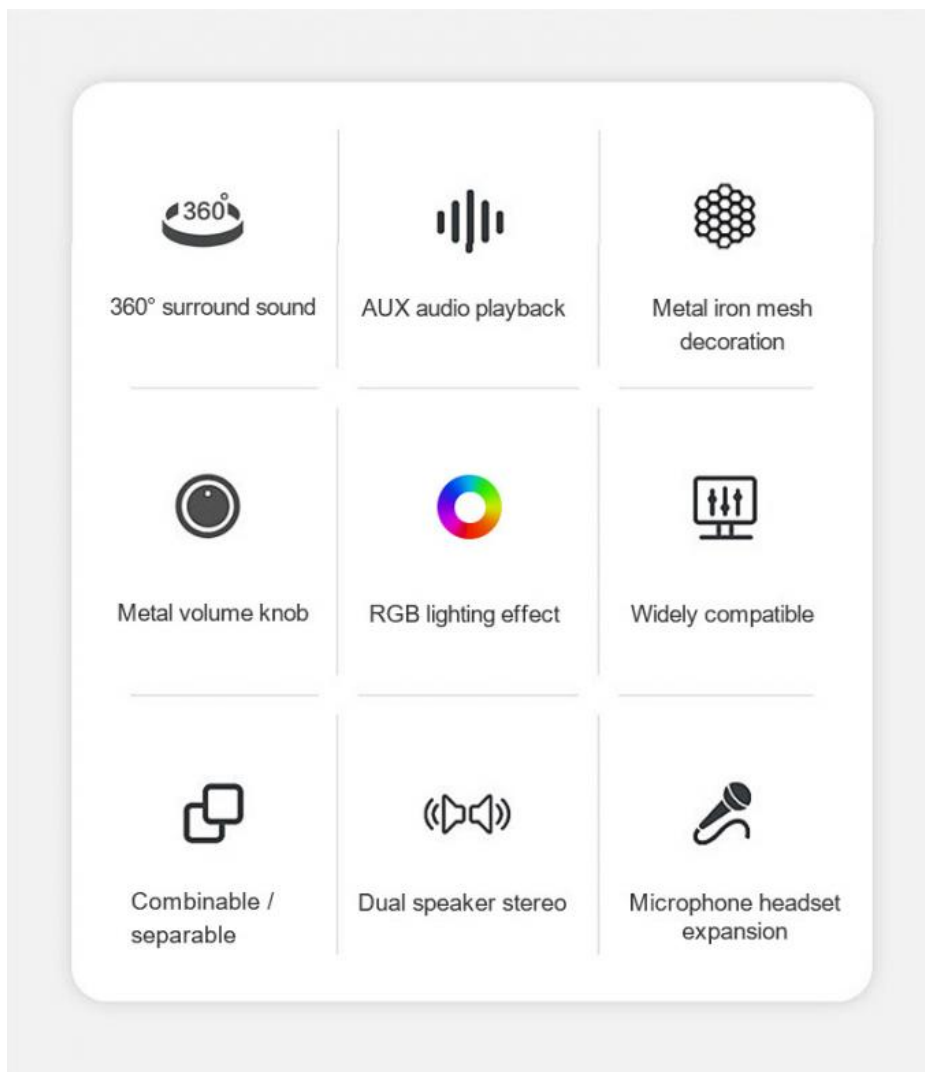 360°
360° surround sound
AUX audio playback
Metal iron mesh
decoration
Metal volume knob
RGB lighting effect
Widely compatible
Combinable /
separable
Dual speaker stereo
Microphone headset
expansion